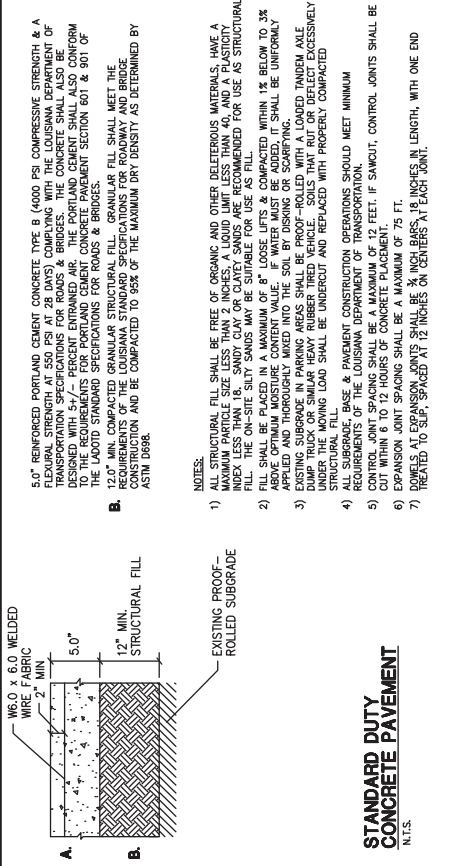 W6.0 x 6.0 WELDED
WIRE FABRIC
2" MIN
A.
5.0"
B.
12" MIN.
STRUCTURAL FILL
EXISTING PROOF-
ROLLED SUBGRADE
STANDARD DUTY
CONCRETE PAVEMENT
N.T.S.
5.0" REINFORCED PORTLAND CEMENT CONCRETE TYPE B (4000 PSI COMPRESSIVE STRENGTH & A
FLEXURAL STRENGTH AT 550 PSI AT 28 DAYS) COMPLYING WITH THE LOUISIANA DEPARTMENT OF
TRANSPORTATION SPECIFICATIONS FOR ROADS & BRIDGES. THE CONCRETE SHALL ALSO BE
DESIGNED WITH 5+/- PERCENT ENTRAINED AIR. THE PORTLAND CEMENT SHALL ALSO CONFORM
TO THE REQUIREMENTS FOR PORTLAND CEMENT CONCRETE PAVEMENT SECTION 601 & 901 OF
THE LADOTD STANDARD SPECIFICATIONS FOR ROADS & BRIDGES.
B. 12.0" MIN. COMPACTED GRANULAR STRUCTURAL FILL. GRANULAR FILL SHALL MEET THE
REQUIREMENTS OF THE LOUISIANA STANDARD SPECIFICATIONS FOR ROADWAY AND BRIDGE
CONSTRUCTION AND BE COMPACTED TO 95% OF THE MAXIMUM DRY DENSITY AS DETERMINED BY
ASTM D698.
NOTES:
1) ALL STRUCTURAL FILL SHALL BE FREE OF ORGANIC AND OTHER DELETERIOUS MATERIALS, HAVE A
MAXIMUM PARTICLE SIZE LESS THAN 2 INCHES, A LIQUID LIMIT LESS THAN 40, AND A PLASTICITY
INDEX LESS THAN 18. SANDY CLAY OR CLAYEY SANDS ARE RECOMMENDED FOR USE AS STRUCTURAL
FILL. THE ON-SITE SILTY SANDS MAY BE SUITABLE FOR USE AS FILL.
2) FILL SHALL BE PLACED IN A MAXIMUM OF 8" LOOSE LIFTS & COMPACTED WITHIN 1% BELOW TO 3%
ABOVE OPTIMUM MOISTURE CONTENT VALUE. IF WATER MUST BE ADDED, IT SHALL BE UNIFORMLY
APPLIED AND THOROUGHLY MIXED INTO THE SOIL BY DISKING OR SCARIFYING.
3) EXISTING SUBGRADE IN PARKING AREAS SHALL BE PROOF-ROLLED WITH A LOADED TANDEM AXLE
DUMP TRUCK OR SIMILAR HEAVY RUBBER TIRED VEHICLE. SOILS THAT RUT OR DEFLECT EXCESSIVELY
UNDER THE MOVING LOAD SHALL BE UNDERCUT AND REPLACED WITH PROPERLY COMPACTED
STRUCTURAL FILL.
4) ALL SUBGRADE, BASE & PAVEMENT CONSTRUCTION OPERATIONS SHOULD MEET MINIMUM
REQUIREMENTS OF THE LOUISIANA DEPARTMENT OF TRANSPORTATION.
5) CONTROL JOINT SPACING SHALL BE A MAXIMUM OF 12 FEET. IF SAWCUT, CONTROL JOINTS SHALL BE
CUT WITHIN 6 TO 12 HOURS OF CONCRETE PLACEMENT.
6) EXPANSION JOINT SPACING SHALL BE A MAXIMUM OF 75 FT.
7) DOWELS AT EXPANSION JOINTS SHALL BE ¾ INCH BARS, 18 INCHES IN LENGTH, WITH ONE END
TREATED TO SLIP, SPACED AT 12 INCHES ON CENTERS AT EACH JOINT.